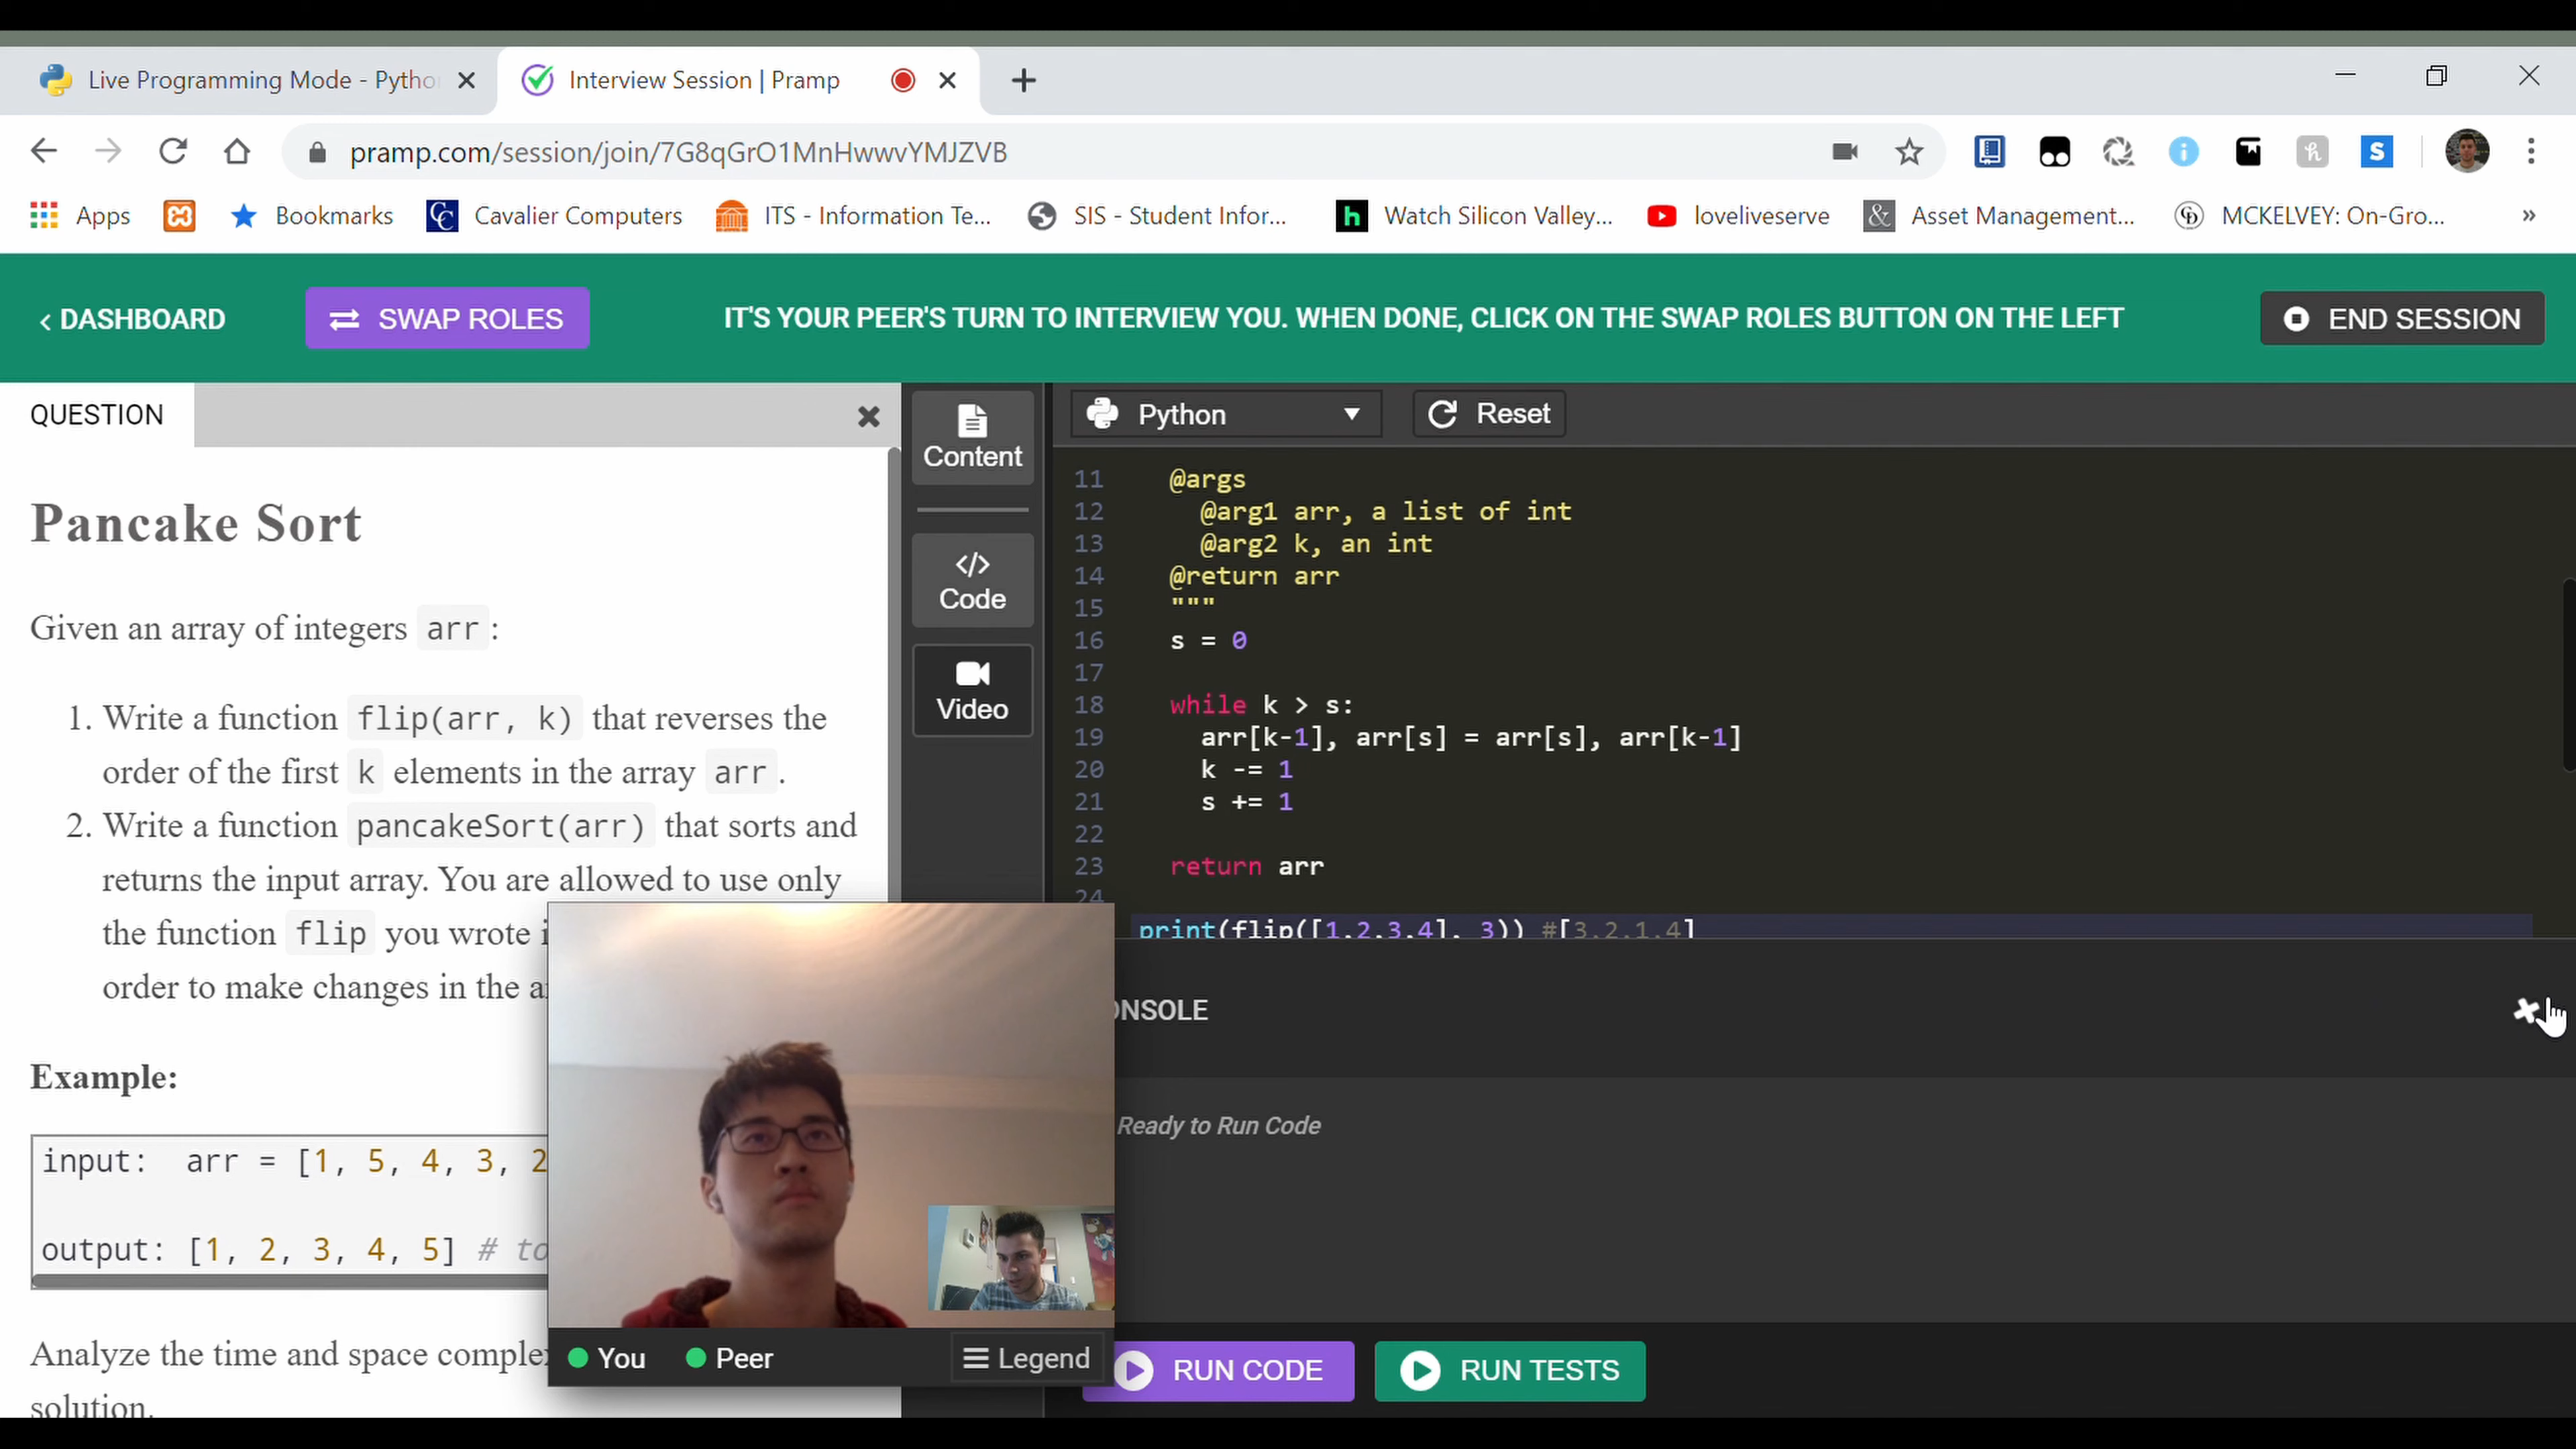 Live Programming Mode - Pytho
Interview Session | Pramp
pramp.com/session/join/7G8qGrO1MnHwwvYMJZVB
Apps
Bookmarks
CC
Cavalier Computers
ITS - Information Te...
SIS - Student Infor...
h
Watch Silicon Valley...
loveliveserve
&
Asset Management...
MCKELVEY: On-Gro...
»
< DASHBOARD
SWAP ROLES
IT'S YOUR PEER'S TURN TO INTERVIEW YOU. WHEN DONE, CLICK ON THE SWAP ROLES BUTTON ON THE LEFT
END SESSION
QUESTION
Pancake Sort
Given an array of integers arr :
1. Write a function flip(arr, k) that reverses the
order of the first k elements in the array arr .
2. Write a function pancakeSort(arr) that sorts and
returns the input array. You are allowed to use only
the function flip you wrote i
order to make changes in the a
Example:
input: arr = [1, 5, 4, 3, 2
output: [1, 2, 3, 4, 5] # to
Analyze the time and space comple
solution.
Content
</>
Code
Video
Python
Reset
11 @args
12 @arg1 arr, a list of int
13 @arg2 k, an int
14 @return arr
15 """
16 s = 0
17
18 while k > s:
19 arr[k-1], arr[s] = arr[s], arr[k-1]
20 k -= 1
21 s += 1
22
23 return arr
24
print(flip([1,2,3,4], 3)) #[3,2,1,4]
ONSOLE
Ready to Run Code
You
Peer
Legend
RUN CODE
RUN TESTS